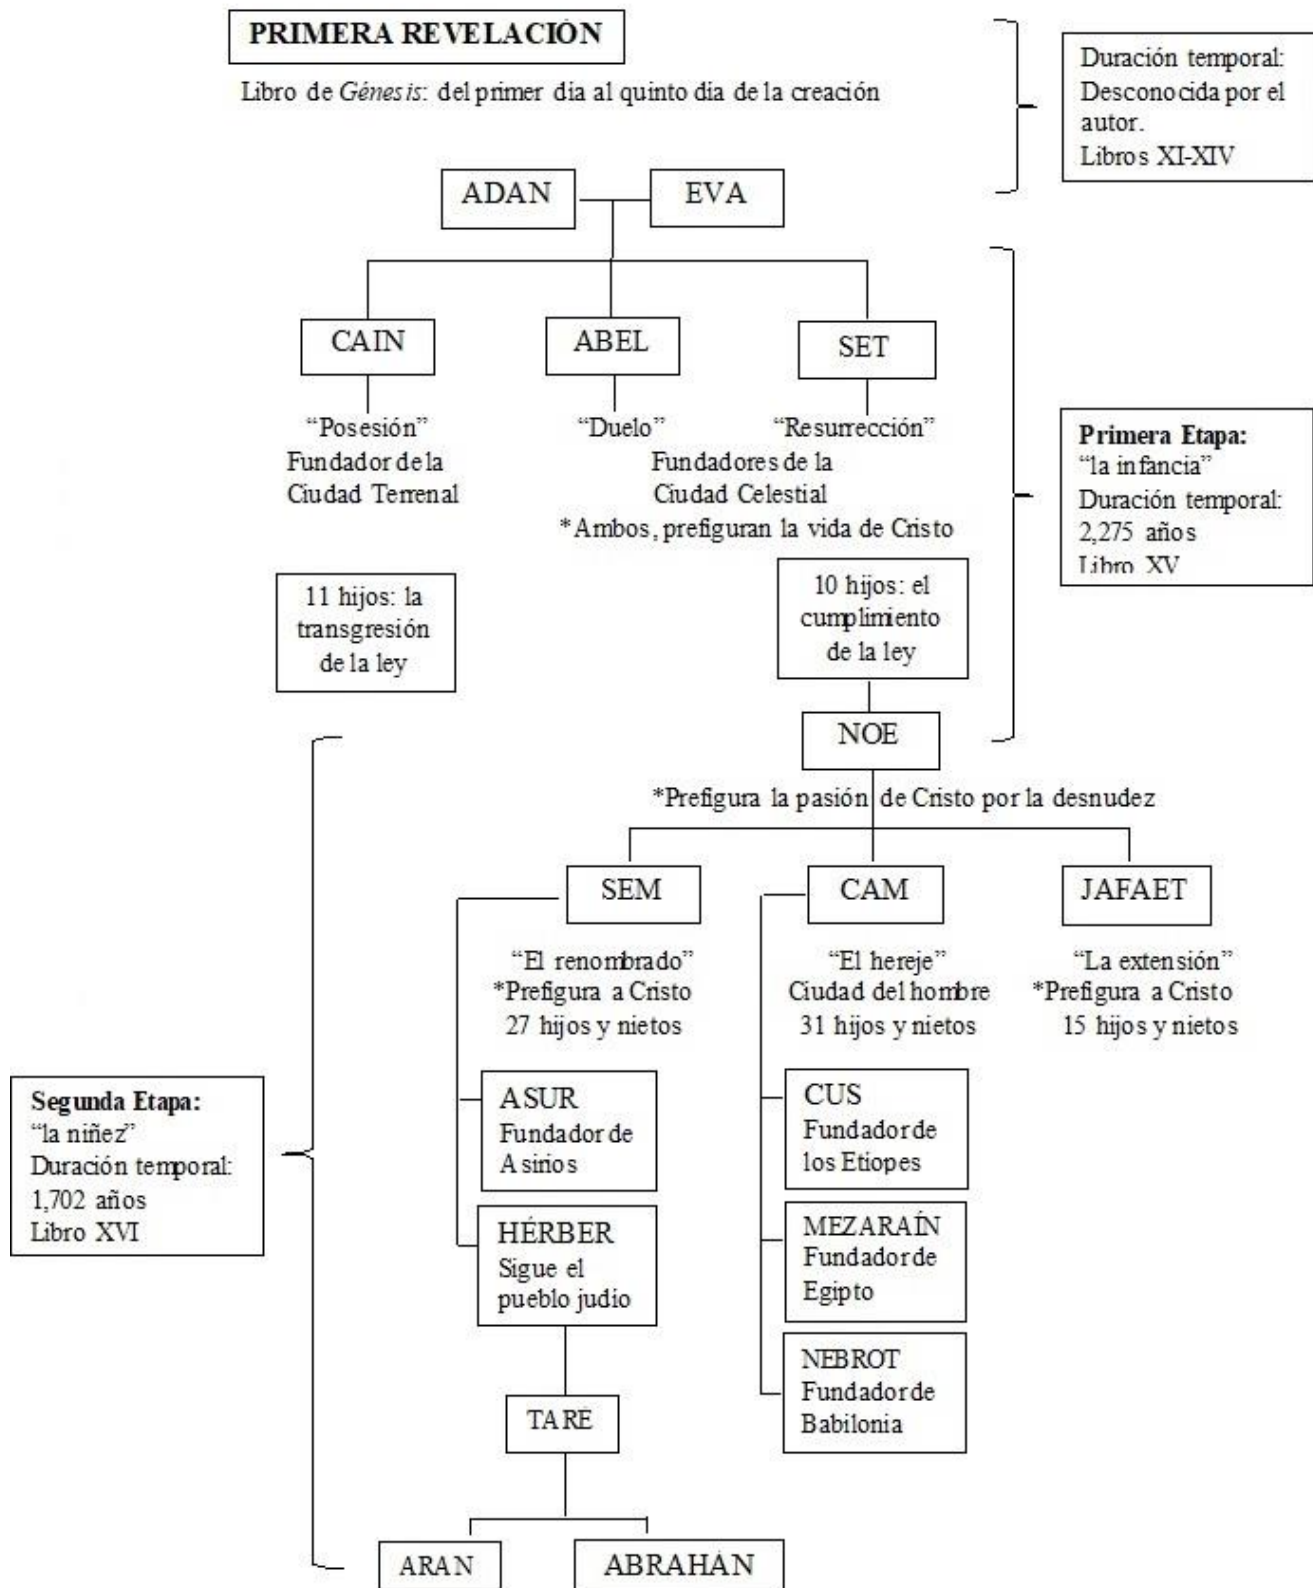 PRIMERA REVELACIÓN
Libro de Génesis: del primer dia al quinto día de la creación
Duración temporal:
Desconocida por el
autor.
Libros XI-XIV
ADAN
EVA
CAIN
ABEL
SET
“Posesión”
Fundador de la
Ciudad Terrenal
“Duelo”
“Resurrección”
Fundadores de la
Ciudad Celestial
*Ambos, prefiguran la vida de Cristo
Primera Etapa:
“la infancia”
Duración temporal:
2,275 años
Libro XV
11 hijos: la
transgresión
de la ley
10 hijos: el
cumplimiento
de la ley
NOE
*Prefigura la pasión de Cristo por la desnudez
SEM
CAM
JAFAET
“El renombrado”
*Prefigura a Cristo
27 hijos y nietos
“El hereje”
Ciudad del hombre
31 hijos y nietos
“La extensión”
*Prefigura a Cristo
15 hijos y nietos
Segunda Etapa:
“la niñez”
Duración temporal:
1,702 años
Libro XVI
ASUR
Fundador de
Asirios
CUS
Fundador de
los Etiopes
HÉRBER
Sigue el
pueblo judio
MEZARAÍN
Fundador de
Egipto
NEBROT
Fundador de
Babilonia
TARÉ
ARAN
ABRAHÁN